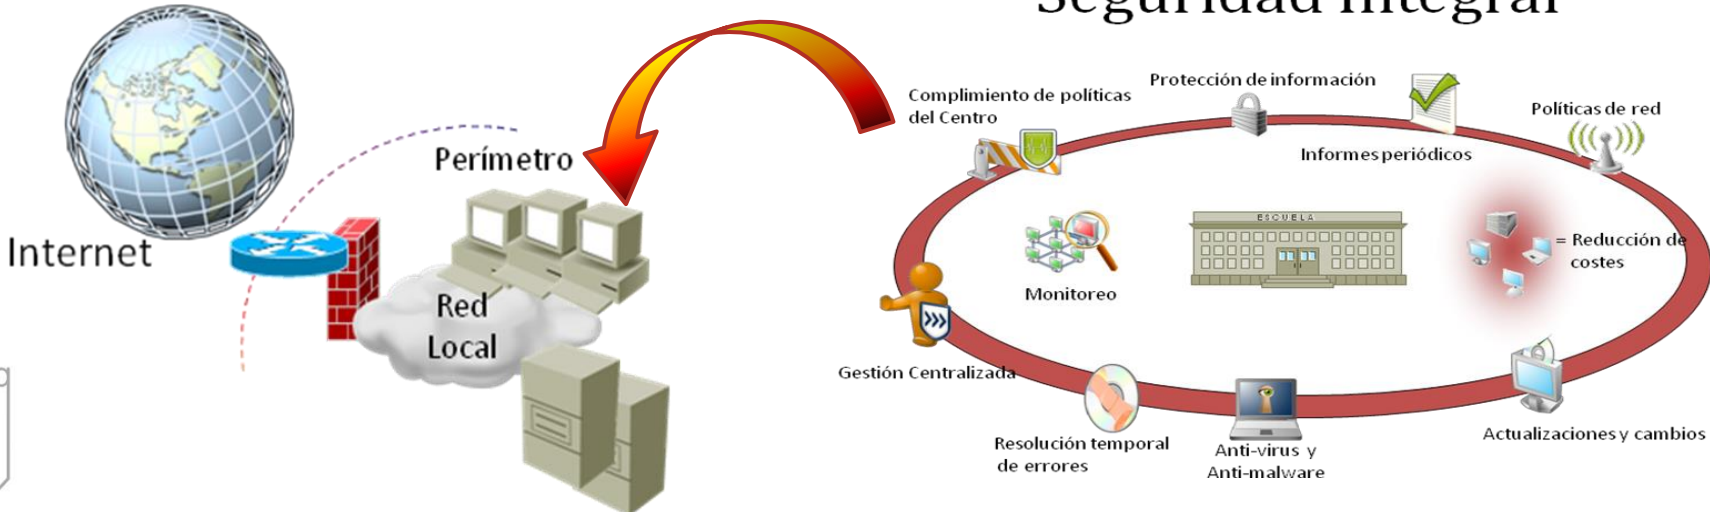 Seguridad Integral
Internet
Perímetro
Red
Local
Complimiento de políticas
del Centro
Protección de información
Informes periódicos
Políticas de red
ESCUELA
= Reducción de
costes
Monitoreo
Gestión Centralizada
Resolución temporal
de errores
Anti-virus y
Anti-malware
Actualizaciones y cambios